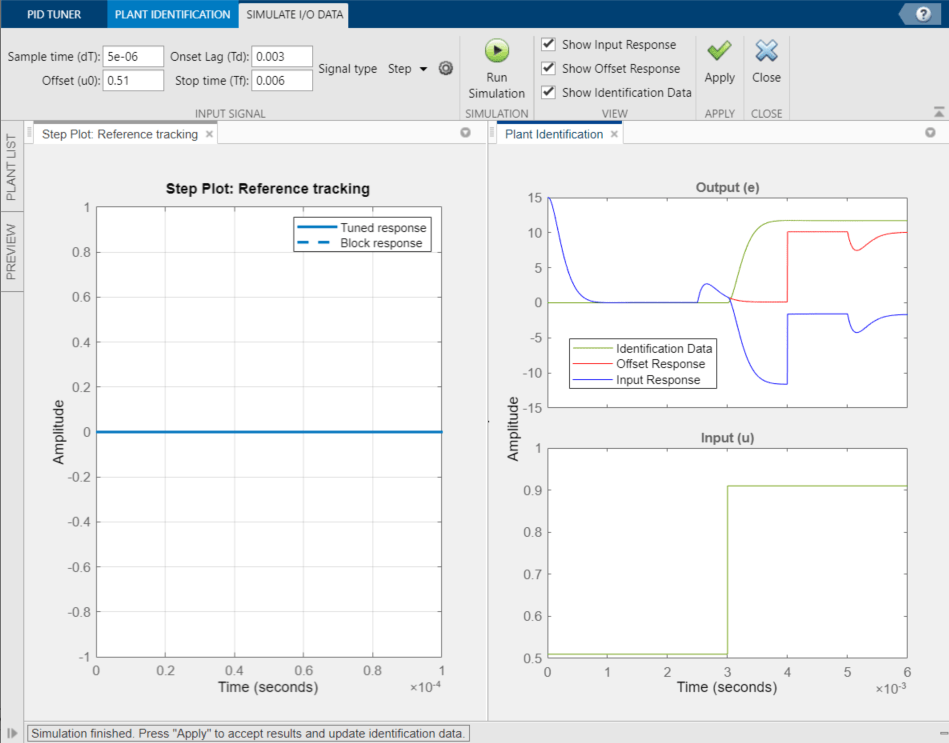 PID TUNER PLANT IDENTIFICATION SIMULATE I/O DATA ?
Sample time (dT): 5e-06 Onset Lag (Td): 0.003
Offset (u0): 0.51 Stop time (Tf): 0.006
Signal type Step
INPUT SIGNAL
Run
Simulation
SIMULATION
Show Input Response
Show Offset Response
Show Identification Data
VIEW
Apply
APPLY
Close
CLOSE
PLANT LIST
PREVIEW
Step Plot: Reference tracking ×
Step Plot: Reference tracking
Tuned response
Block response
1
0.8
0.6
0.4
0.2
0
-0.2
-0.4
-0.6
-0.8
-1
Amplitude
0 0.2 0.4 0.6 0.8 1
Time (seconds)
×10⁻⁴
Plant Identification ×
Output (e)
15
10
5
0
-5
-10
-15
Identification Data
Offset Response
Input Response
Amplitude
Input (u)
1
0.9
0.8
0.7
0.6
0.5
0 1 2 3 4 5 6
Time (seconds)
×10⁻³
Simulation finished. Press "Apply" to accept results and update identification data.